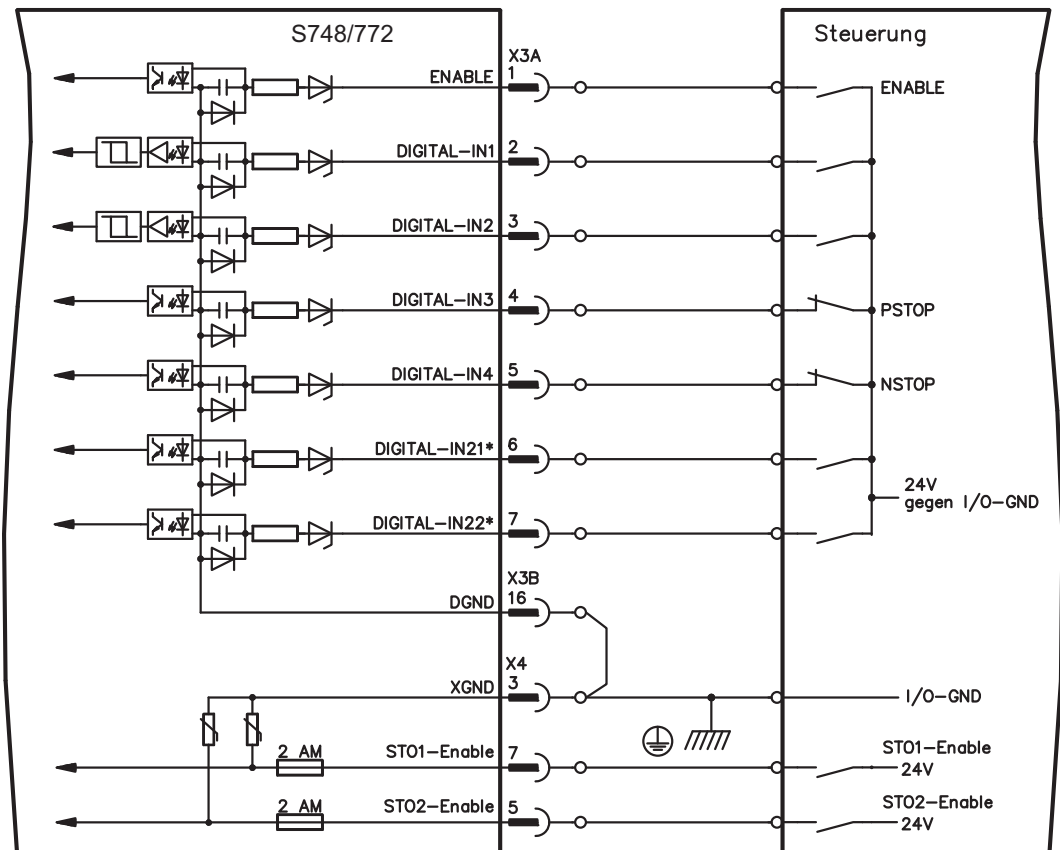 S748/772
Steuerung
X3A
ENABLE 1 ENABLE
DIGITAL-IN1 2
DIGITAL-IN2 3
DIGITAL-IN3 4 PSTOP
DIGITAL-IN4 5 NSTOP
DIGITAL-IN21* 6
24V
gegen I/O-GND
DIGITAL-IN22* 7
X3B
DGND 16
X4
XGND 3 I/O-GND
2 AM STO1-Enable 7 STO1-Enable
24V
2 AM STO2-Enable 5 STO2-Enable
24V